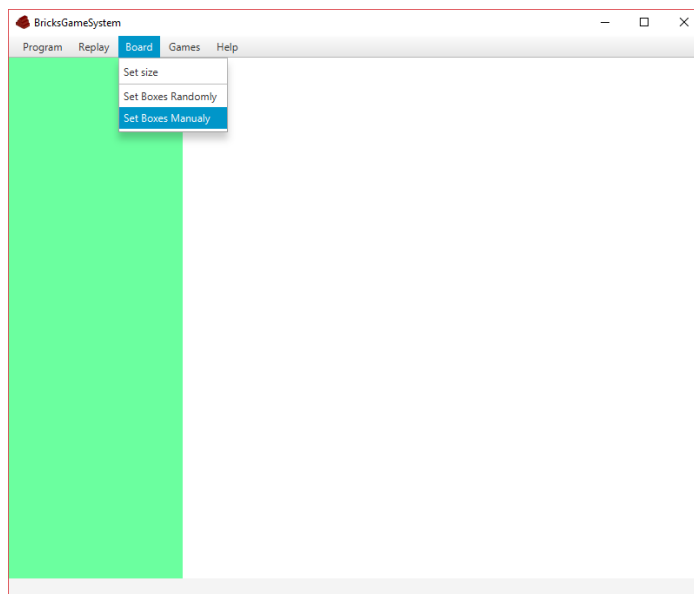 BricksGameSystem
Program Replay Board Games Help
Set size
Set Boxes Randomly
Set Boxes Manualy